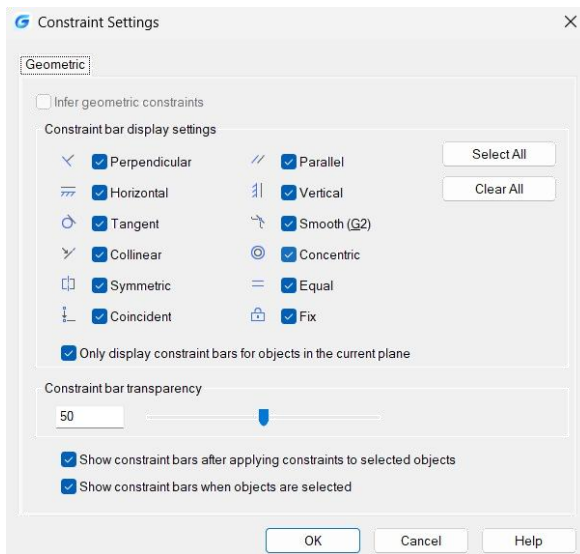 Constraint Settings
Geometric
Infer geometric constraints
Constraint bar display settings
Perpendicular
Parallel
Select All
Horizontal
Vertical
Clear All
Tangent
Smooth (G2)
Collinear
Concentric
Symmetric
Equal
Coincident
Fix
Only display constraint bars for objects in the current plane
Constraint bar transparency
50
Show constraint bars after applying constraints to selected objects
Show constraint bars when objects are selected
OK
Cancel
Help